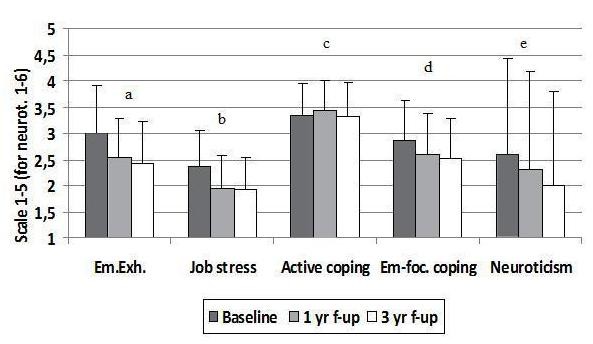 5
4,5
4
3,5
3
2,5
2
1,5
1
Scale 1-5 (for neurot. 1-6)
a
b
c
d
e
Em.Exh. Job stress Active coping Em-foc. coping Neuroticism
Baseline 1 yr f-up 3 yr f-up